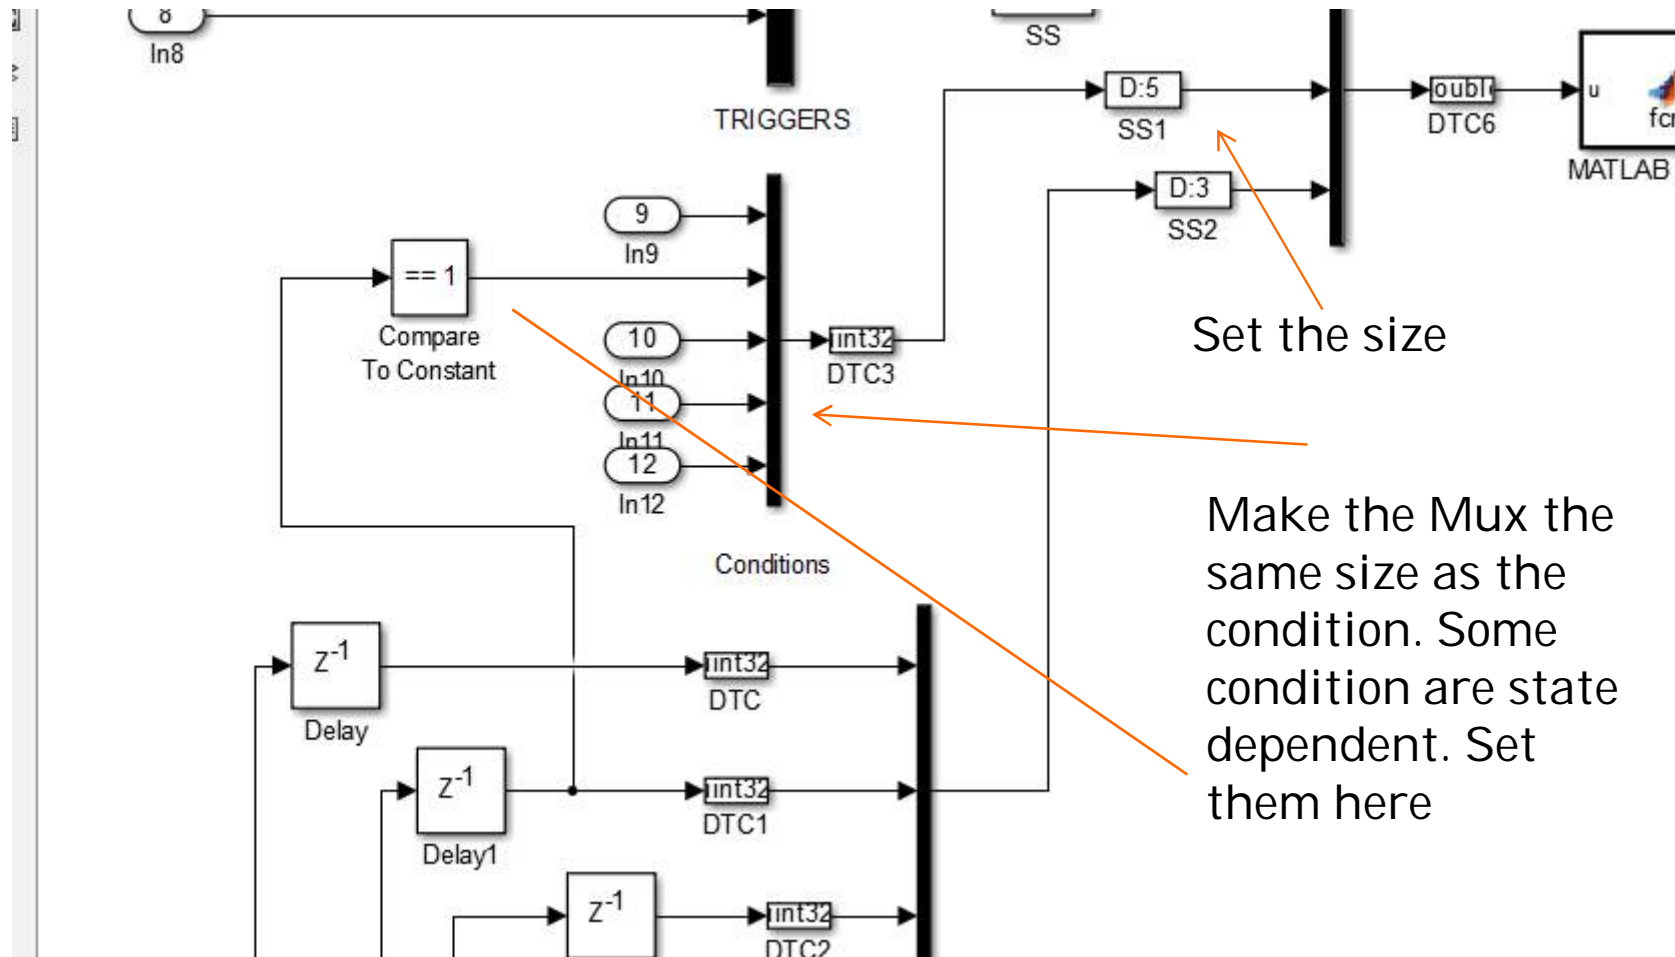 8
In8
TRIGGERS
SS
D:5
SS1
D:3
SS2
DTC6
u
MATLAB
9
In9
== 1
Compare
To Constant
10
In10
11
In11
12
In12
int32
DTC3
Conditions
Set the size
Make the Mux the
same size as the
condition. Some
condition are state
dependent. Set
them here
Z-1
Delay
int32
DTC
Z-1
Delay1
int32
DTC1
Z-1
int32
DTC2